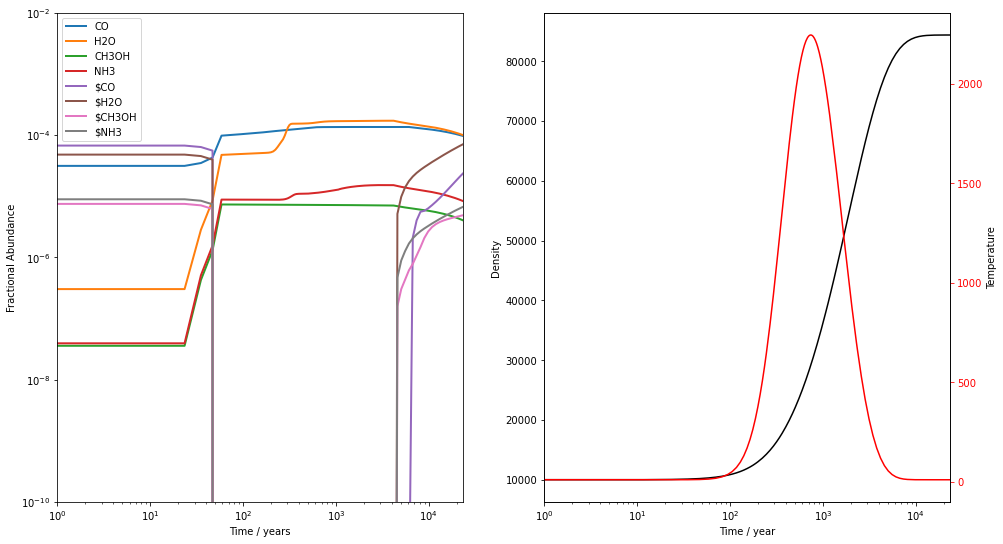 10⁻²
10⁻⁴
10⁻⁶
10⁻⁸
10⁻¹⁰
Fractional Abundance
CO
H2O
CH3OH
NH3
$CO
$H2O
$CH3OH
$NH3
10⁰
10¹
10²
10³
10⁴
Time / years
80000
70000
60000
50000
40000
30000
20000
10000
Density
10⁰
10¹
10²
10³
10⁴
Time / year
2000
1500
1000
500
0
Temperature